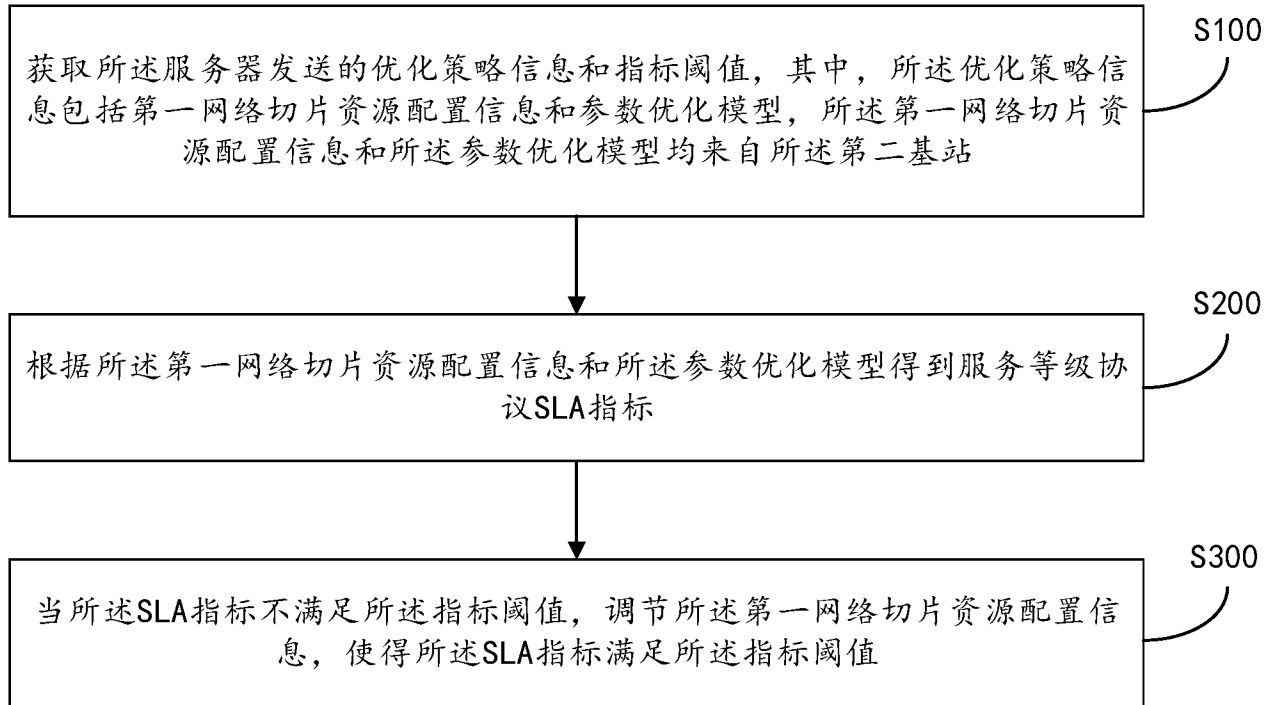 S100
获取所述服务器发送的优化策略信息和指标阈值，其中，所述优化策略信
息包括第一网络切片资源配置信息和参数优化模型，所述第一网络切片资
源配置信息和所述参数优化模型均来自所述第二基站
S200
根据所述第一网络切片资源配置信息和所述参数优化模型得到服务等级协
议SLA指标
S300
当所述SLA指标不满足所述指标阈值，调节所述第一网络切片资源配置信
息，使得所述SLA指标满足所述指标阈值